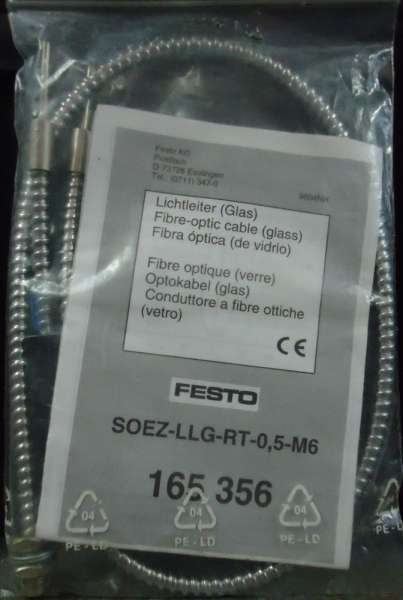 Festo KG
Postfach
D-73726 Esslingen
Tel. (0711) 347-0
Lichtleiter (Glas)
Fibre-optic cable (glass)
Fibra óptica (de vidrio)
Fibre optique (verre)
Optokabel (glas)
Conduttore a fibre ottiche
(vetro)
CE
FESTO
SOEZ-LLG-RT-0,5-M6
165 356
04 04 04
PE-LD PE-LD PE-LD